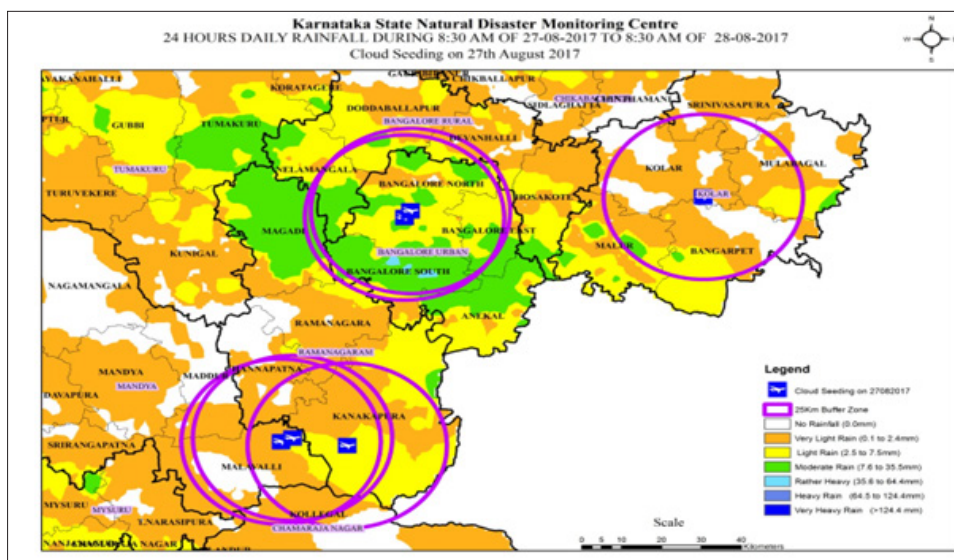 Karnataka State Natural Disaster Monitoring Centre
24 HOURS DAILY RAINFALL DURING 8:30 AM OF 27-08-2017 TO 8:30 AM OF 28-08-2017
Cloud Seeding on 27th August 2017
N
W E
S
KORATAGERE
CHIKBALLAPUR
SIDLAGHATTA
SRINIVASAPURA
DODDABALLAPUR
GUBBI
TUMAKURU
BANGALORE RURAL
DEVANHALLI
TUMAKURU
NELAMANGALA
KOLAR
MULABAGAL
TURUVEKERE
BANGALORE NORTH
HOSAKOTE
KOLAR
MAGADI
BANGALORE EAST
KUNIGAL
BANGALORE URBAN
MALUR
BANGARPET
BANGALORE SOUTH
NAGAMANGALA
ANEKAL
RAMANAGARA
RAMANAGARAM
MANDYA
MADDUR
CHANNAPATNA
MANDYA
KANAKAPURA
SRIRANGAPATNA
MALAVALLI
MYSURU
MYSURU
T.NARASIPURA
KOLLEGAL
CHAMARAJA NAGAR
Legend
Cloud Seeding on 27082017
25Km Buffer Zone
No Rainfall (0.0mm)
Very Light Rain (0.1 to 2.4mm)
Light Rain (2.5 to 7.5mm)
Moderate Rain (7.6 to 35.5mm)
Rather Heavy (35.6 to 64.4mm)
Heavy Rain (64.5 to 124.4mm)
Very Heavy Rain (>124.4 mm)
Scale
0 5 10 20 30 40
Kilometers